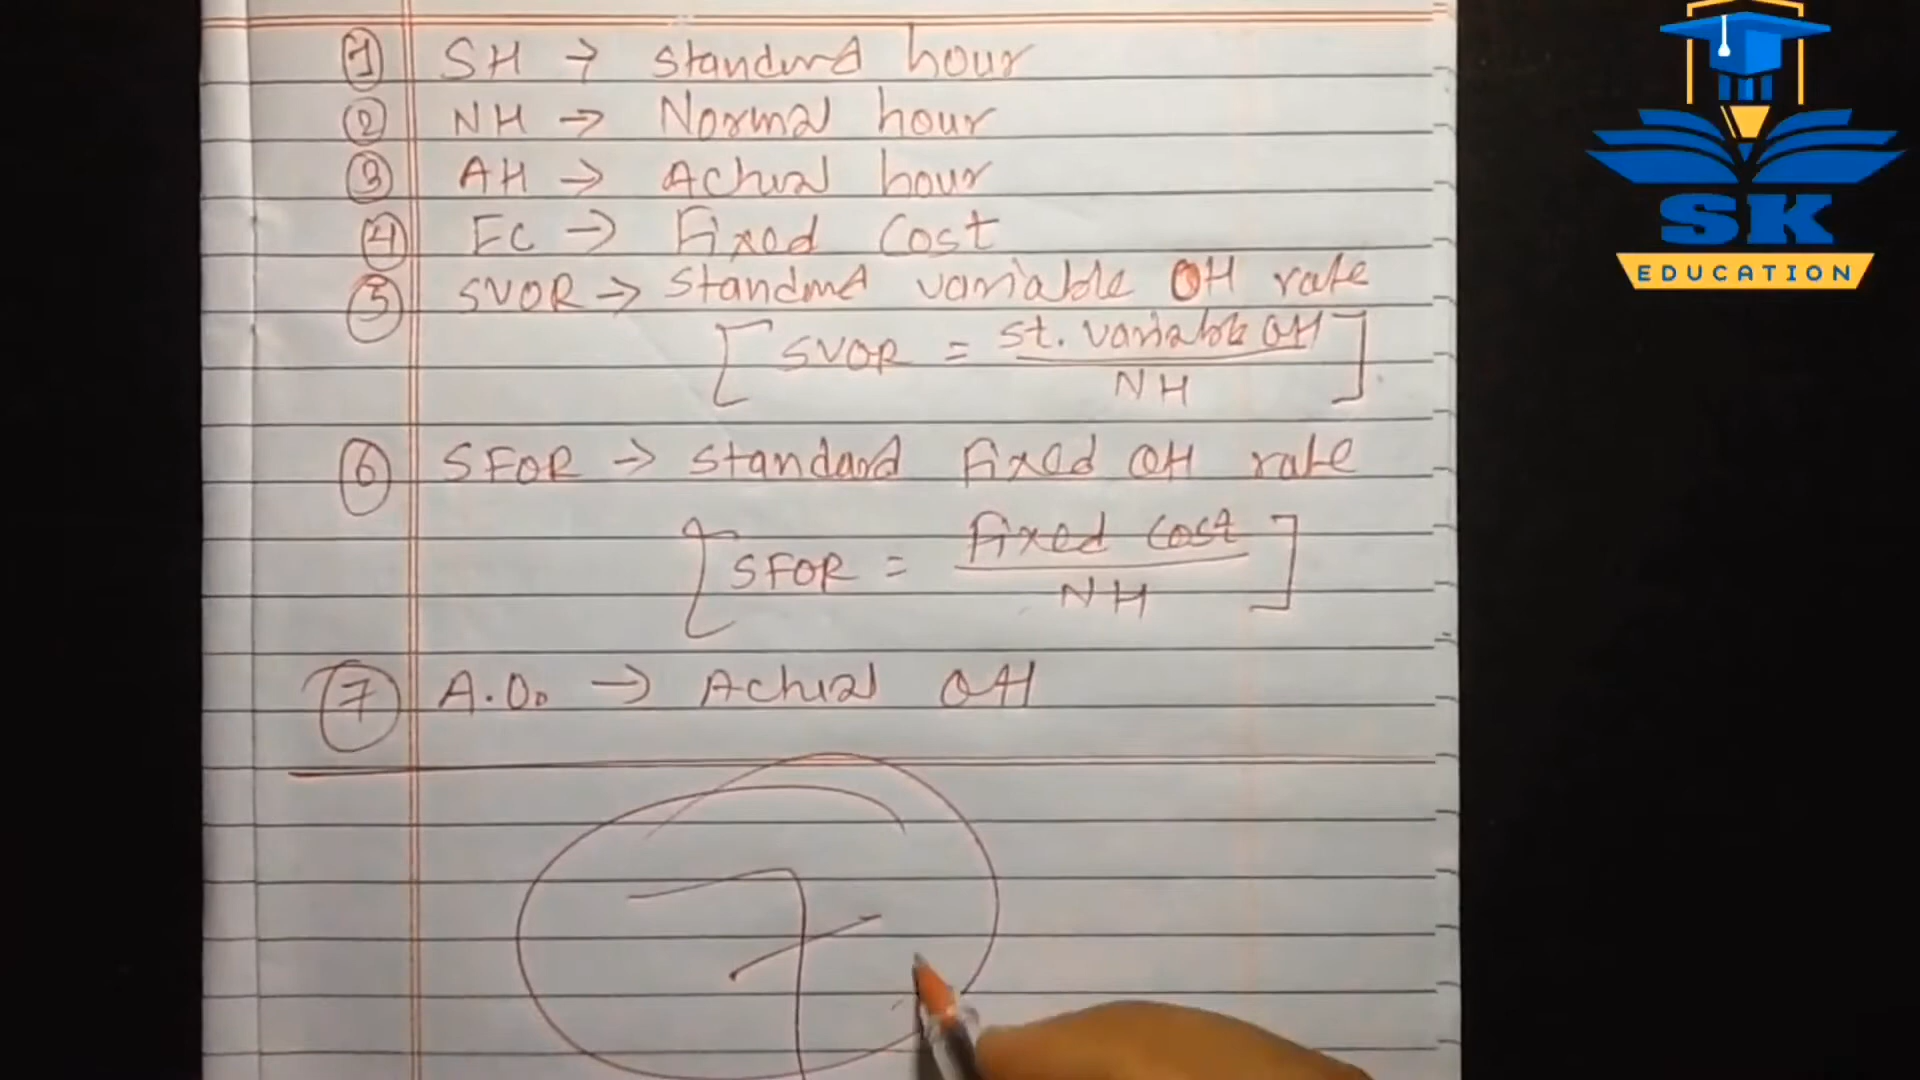 ① SH → Standard hour
② NH → Normal hour
③ AH → Actual hour
④ FC → Fixed Cost
⑤ SVOR → Standard variable OH rate
[SVOR = St. variable OH / NH]
⑥ SFOR → Standard Fixed OH rate
[SFOR = Fixed Cost / NH]
⑦ A.O. → Actual OH
7
SK
EDUCATION